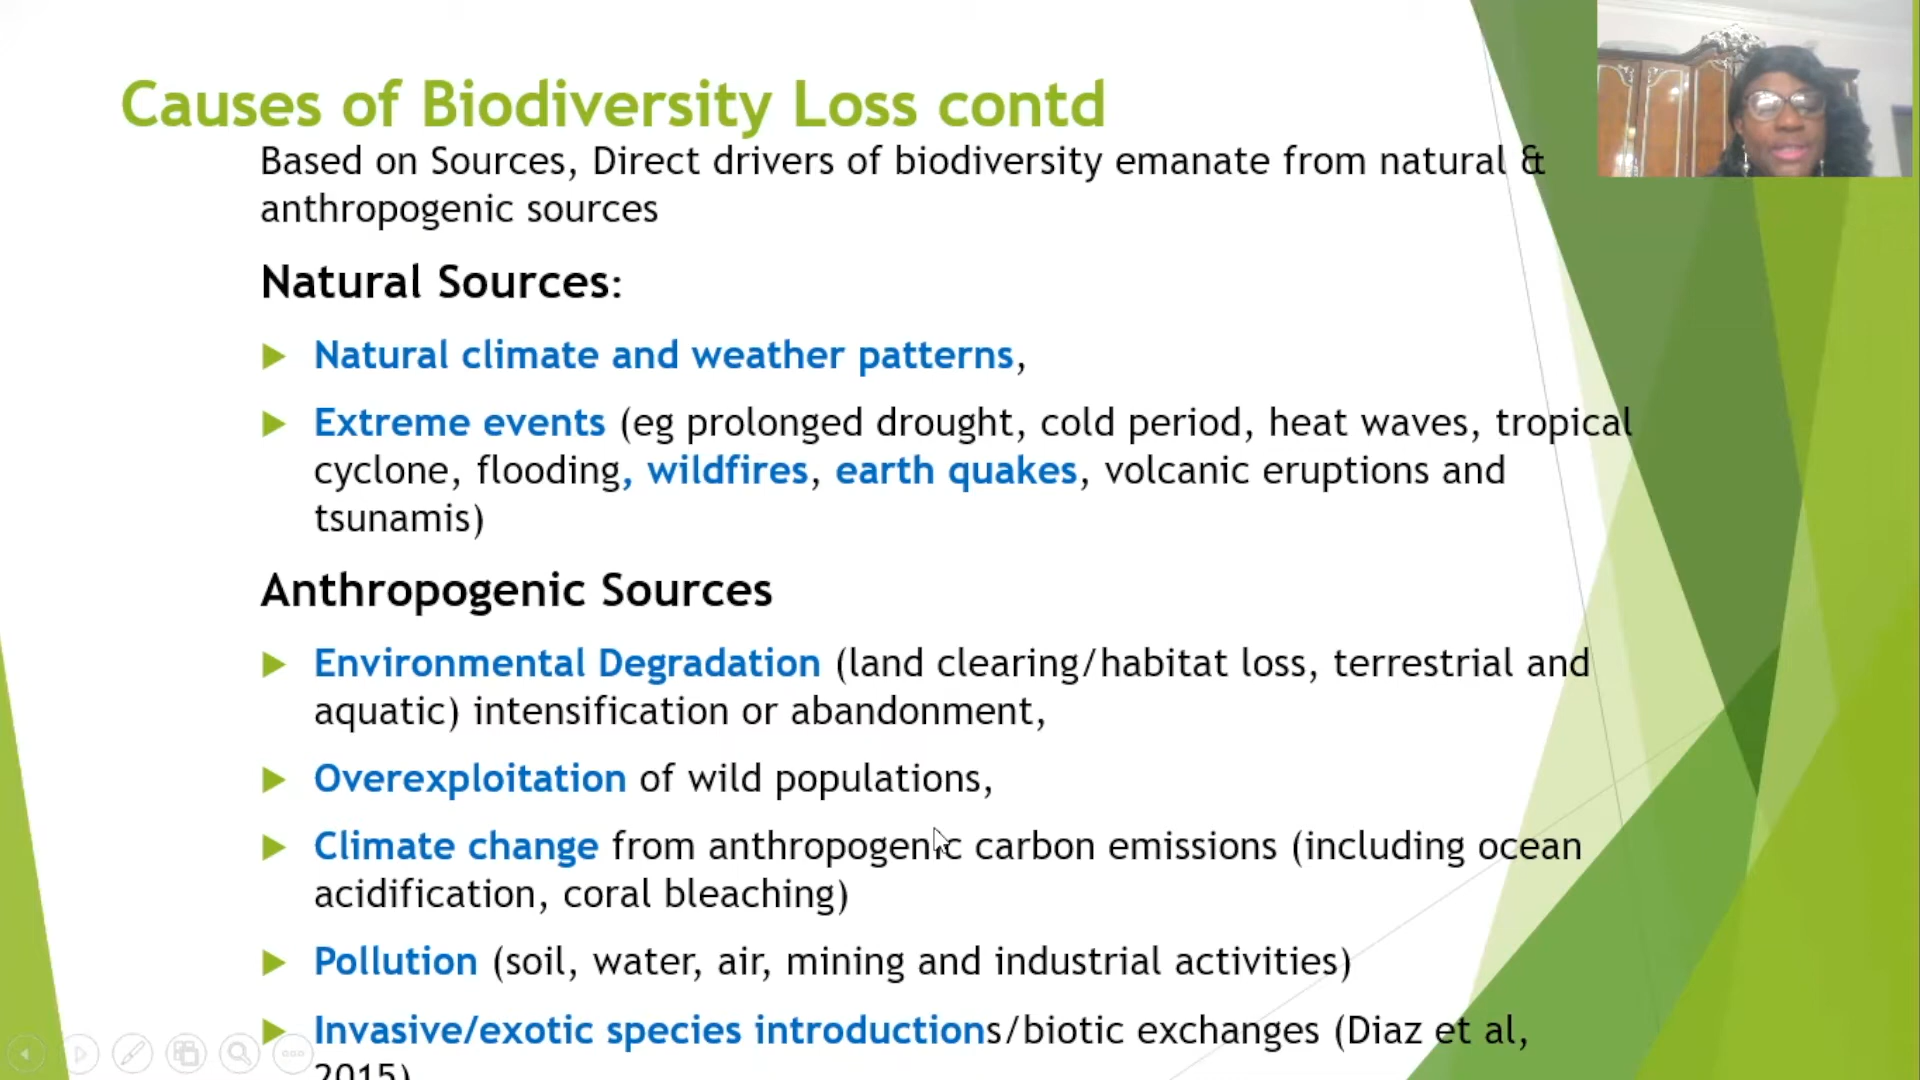 Causes of Biodiversity Loss contd
Based on Sources, Direct drivers of biodiversity emanate from natural &
anthropogenic sources
Natural Sources:
Natural climate and weather patterns,
Extreme events (eg prolonged drought, cold period, heat waves, tropical
cyclone, flooding, wildfires, earth quakes, volcanic eruptions and
tsunamis)
Anthropogenic Sources
Environmental Degradation (land clearing/habitat loss, terrestrial and
aquatic) intensification or abandonment,
Overexploitation of wild populations,
Climate change from anthropogenic carbon emissions (including ocean
acidification, coral bleaching)
Pollution (soil, water, air, mining and industrial activities)
Invasive/exotic species introductions/biotic exchanges (Diaz et al,
2015)